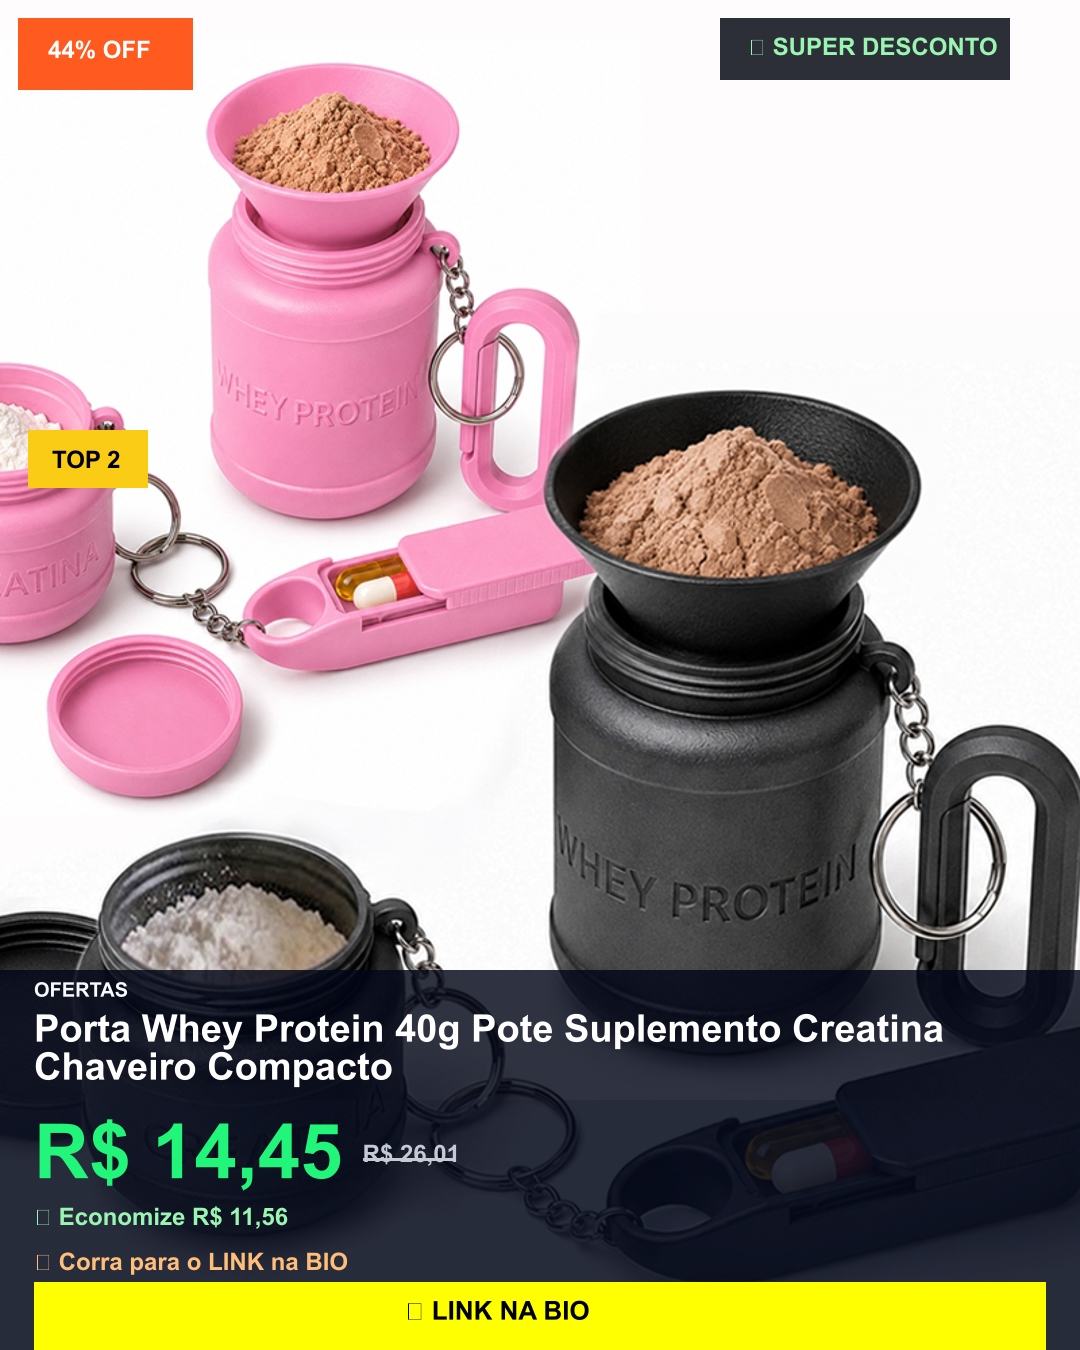 44% OFF
SUPER DESCONTO
WHEY PROTEIN
TOP 2
ATINA
WHEY PROTEIN
OFERTAS
Porta Whey Protein 40g Pote Suplemento Creatina
Chaveiro Compacto
R$ 14,45 R$ 26,01
Economize R$ 11,56
Corra para o LINK na BIO
LINK NA BIO